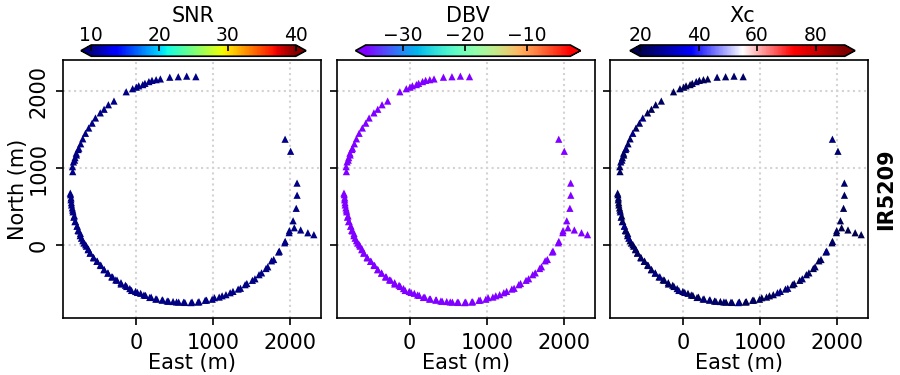 SNR DBV Xc
10 20 30 40 −30 −20 −10 20 40 60 80
2000
1000
0
North (m)
IR5209
0 1000 2000 0 1000 2000 0 1000 2000
East (m) East (m) East (m)